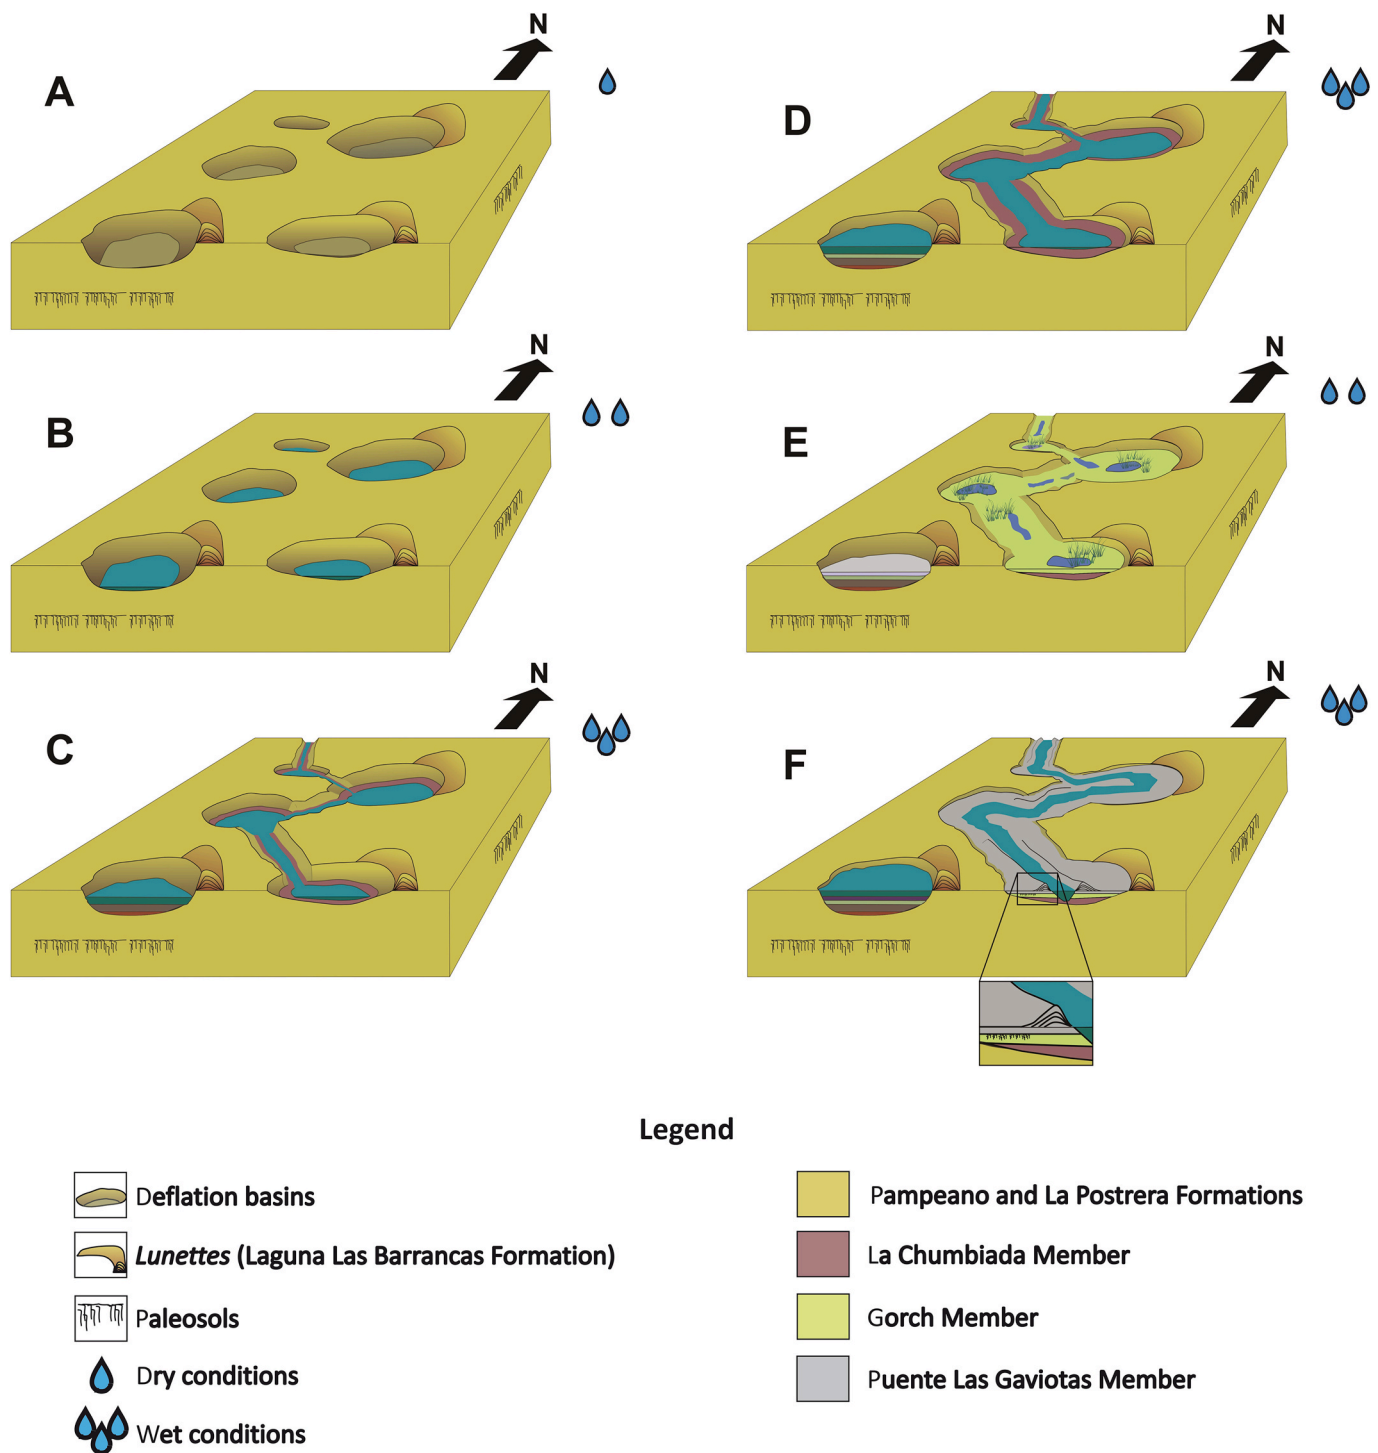 N
A
N
D
N
B
N
E
N
C
N
F
Legend
Deflation basins
Lunettes (Laguna Las Barrancas Formation)
Paleosols
Dry conditions
Wet conditions
Pampeano and La Postrera Formations
La Chumbiada Member
Gorch Member
Puente Las Gaviotas Member